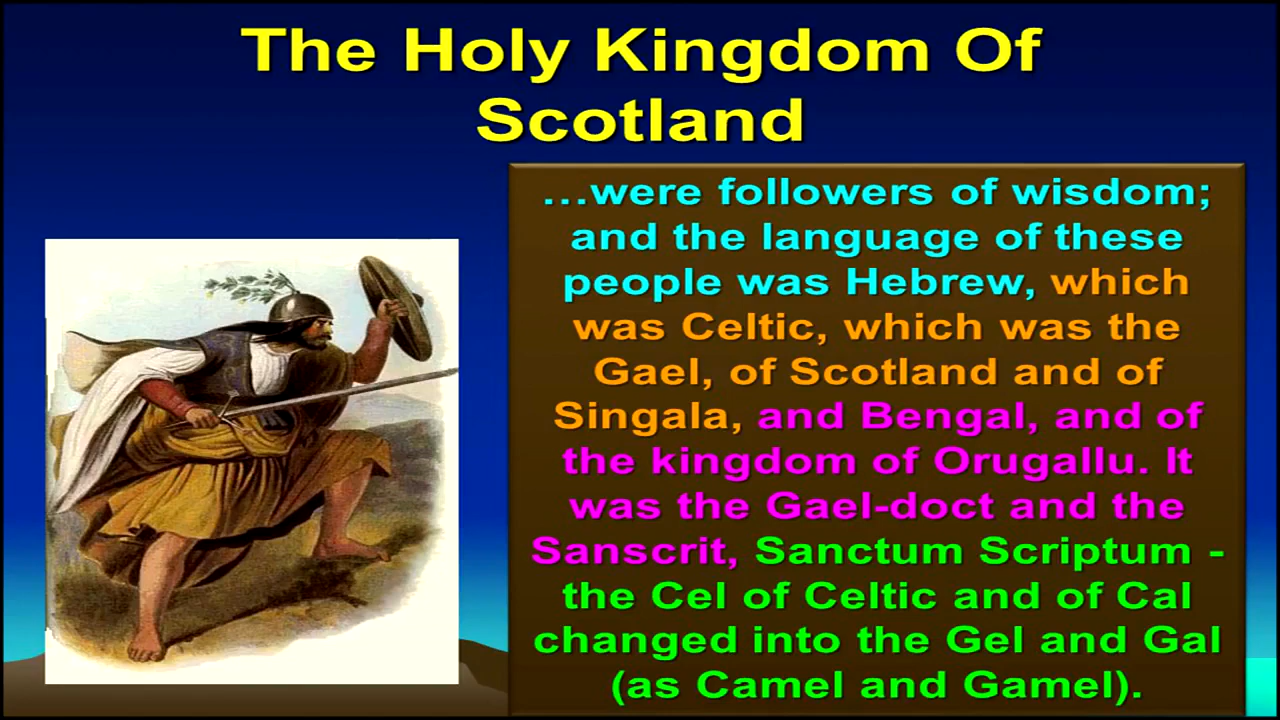 The Holy Kingdom Of
Scotland
…were followers of wisdom;
and the language of these
people was Hebrew, which
was Celtic, which was the
Gael, of Scotland and of
Singala, and Bengal, and of
the kingdom of Orugallu. It
was the Gael-doct and the
Sanscrit, Sanctum Scriptum -
the Cel of Celtic and of Cal
changed into the Gel and Gal
(as Camel and Gamel).